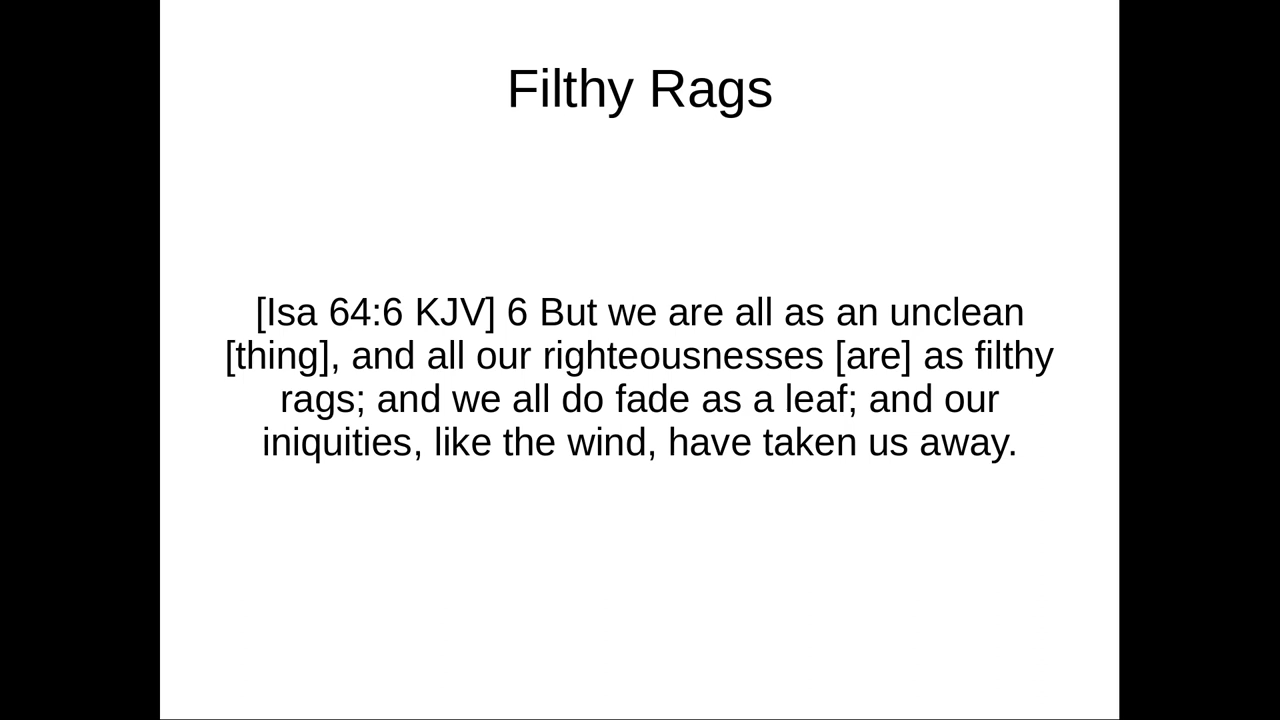 Filthy Rags
[Isa 64:6 KJV] 6 But we are all as an unclean
[thing], and all our righteousnesses [are] as filthy
rags; and we all do fade as a leaf; and our
iniquities, like the wind, have taken us away.